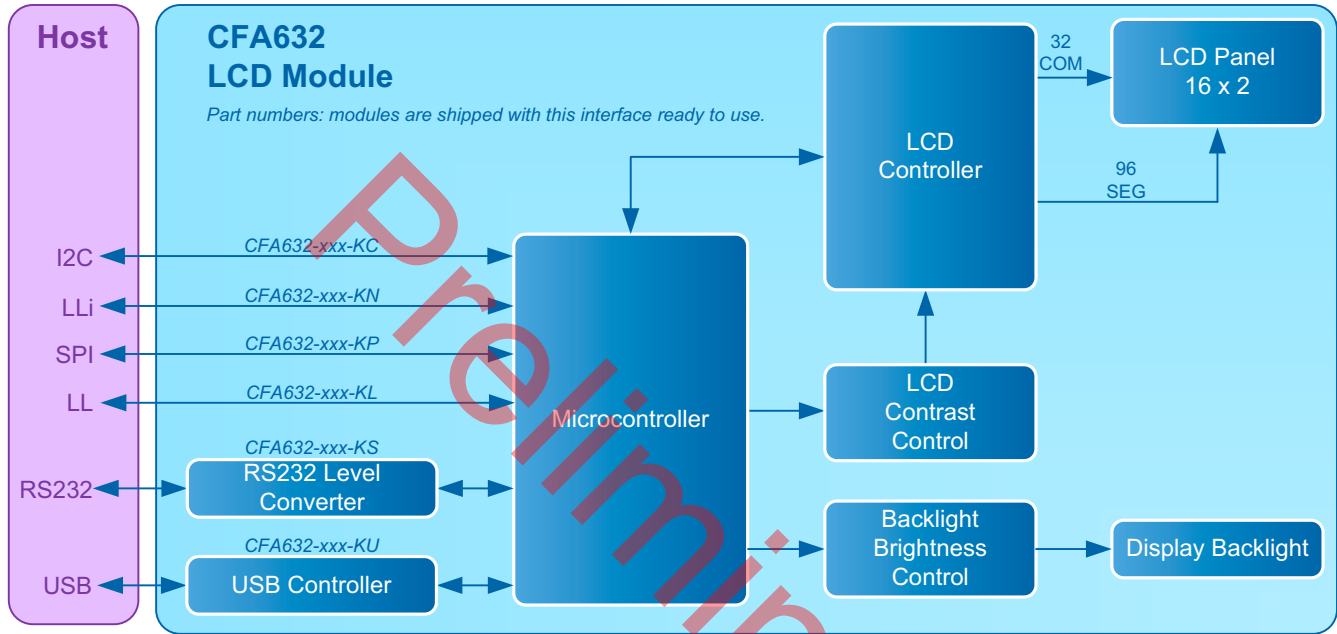 Host
CFA632
LCD Module
Part numbers: modules are shipped with this interface ready to use.
I2C
LLi
SPI
LL
RS232
USB
CFA632-xxx-KC
CFA632-xxx-KN
CFA632-xxx-KP
CFA632-xxx-KL
CFA632-xxx-KS
RS232 Level
Converter
CFA632-xxx-KU
USB Controller
Microcontroller
LCD
Controller
32
COM
96
SEG
LCD Panel
16 x 2
LCD
Contrast
Control
Backlight
Brightness
Control
Display Backlight
Prelimin